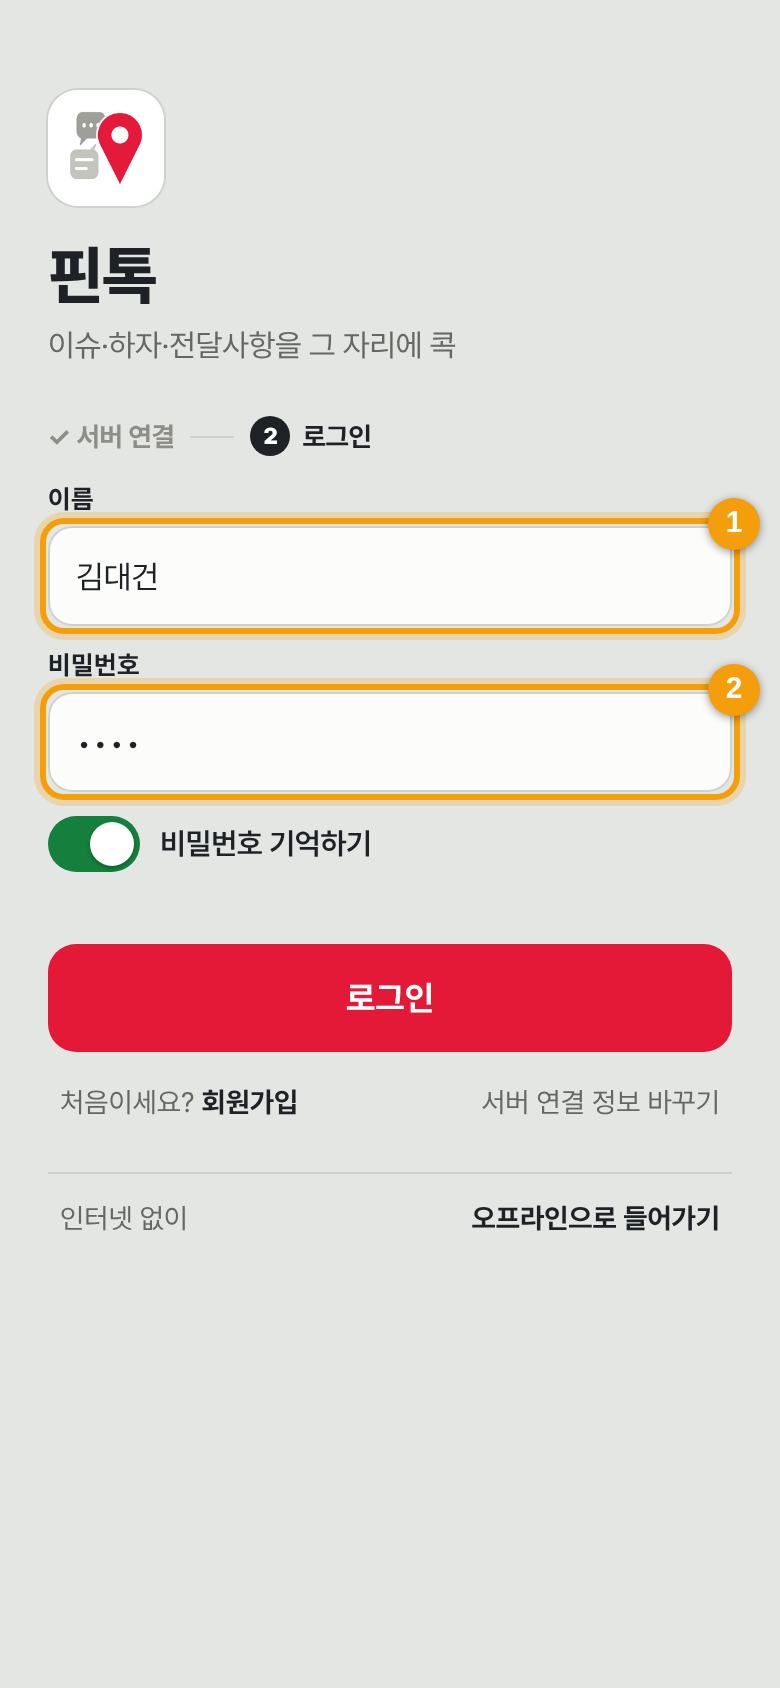 핀톡
이슈·하자·전달사항을 그 자리에 콕
서버 연결 2 로그인
이름
1
김대건
비밀번호
2
••••
비밀번호 기억하기
로그인
처음이세요? 회원가입 서버 연결 정보 바꾸기
인터넷 없이 오프라인으로 들어가기